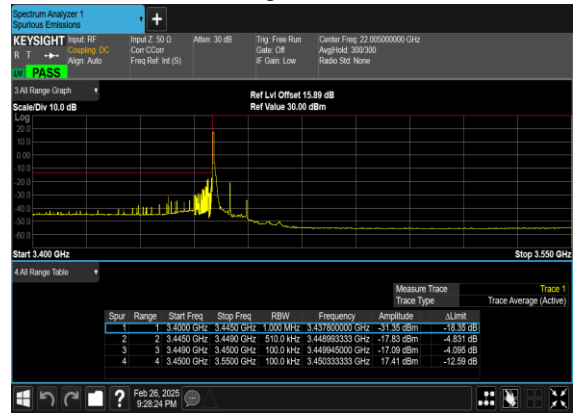 Spectrum Analyzer 1
Spurious Emissions
+
KEYSIGHT Input: RF Input Z: 50 Ω Atten: 30 dB Trig: Free Run Center Freq: 22.005000000 GHz
R T Coupling: DC Corr CCorr Gate: Off Avg|Hold: 300/300
Align: Auto Freq Ref: Int (S) IF Gain: Low Radio Std: None
PASS
3 All Range Graph
Ref Lvl Offset 15.89 dB
Scale/Div 10.0 dB Ref Value 30.00 dBm
Log
20.0
10.0
0.00
-10.0
-20.0
-30.0
-40.0
-50.0
-60.0
Start 3.400 GHz Stop 3.550 GHz
4 All Range Table
Measure Trace Trace 1
Trace Type Trace Average (Active)
Spur Range Start Freq Stop Freq RBW Frequency Amplitude ΔLimit
1 1 3.4000 GHz 3.4450 GHz 1.000 MHz 3.437800000 GHz -31.35 dBm -18.35 dB
2 2 3.4450 GHz 3.4490 GHz 510.0 kHz 3.448993333 GHz -17.83 dBm -4.831 dB
3 3 3.4490 GHz 3.4500 GHz 100.0 kHz 3.449945000 GHz -17.09 dBm -4.095 dB
4 4 3.4500 GHz 3.5500 GHz 100.0 kHz 3.450333333 GHz 17.41 dBm -12.59 dB
? Feb 26, 2025
9:28:24 PM